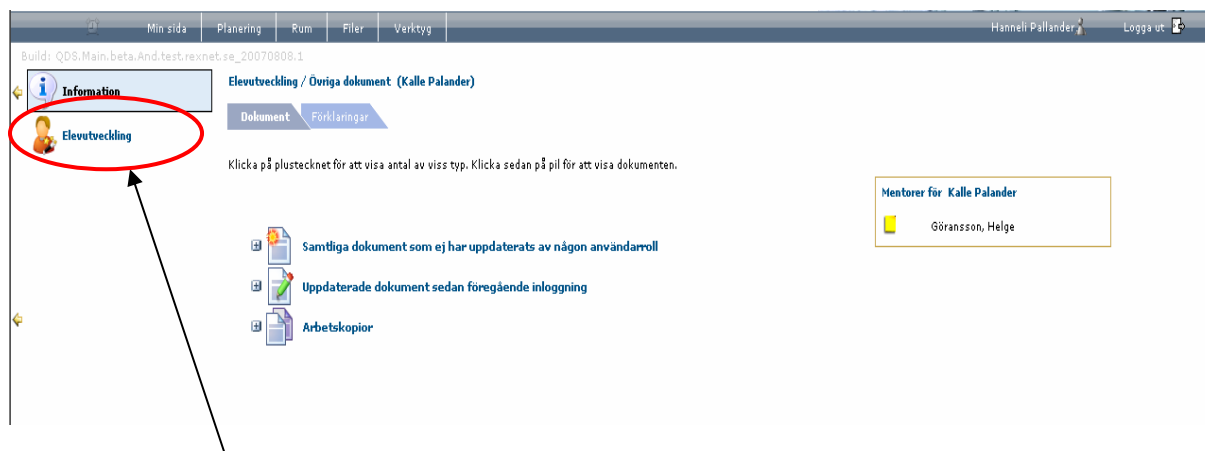 Min sida Planering Rum Filer Verktyg Hanneli Pallander Logga ut
Build: QDS.Main.beta.And.test.rexnet.se_20070808.1
Information
Elevutveckling
Elevutveckling / Övriga dokument (Kalle Palander)
Dokument Förklaringar
Klicka på plustecknet för att visa antal av viss typ. Klicka sedan på pil för att visa dokumenten.
Mentorer för Kalle Palander
Göransson, Helge
Samtliga dokument som ej har uppdaterats av någon användarroll
Uppdaterade dokument sedan föregående inloggning
Arbetskopior